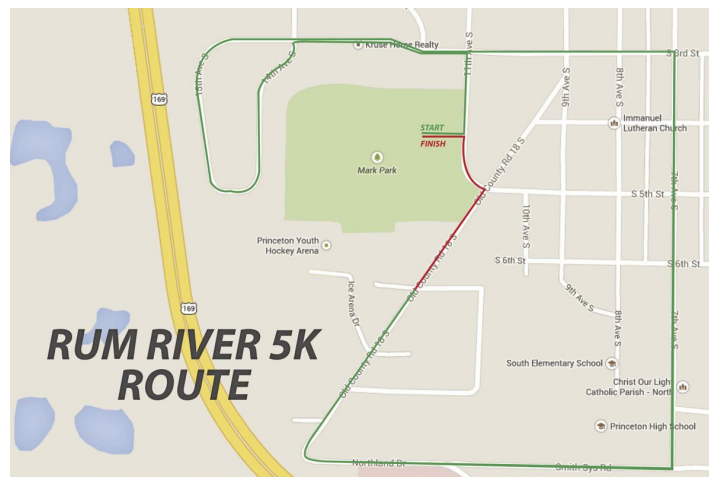 Kruse Home Realty
S 3rd St
11th Ave S
15th Ave S
14th Ave S
9th Ave S
8th Ave S
169
Immanuel
Lutheran Church
START
FINISH
Old County Rd 18 S
Mark Park
7th Ave S
S 5th St
10th Ave S
Princeton Youth
Hockey Arena
Old County Rd 18 S
S 6th St
S 6th St
Ice Arena Dr
9th Ave S
169
8th Ave S
7th Ave S
RUM RIVER 5K
ROUTE
Old County Rd 18 S
South Elementary School
Christ Our Light
Catholic Parish - North
Princeton High School
Northland Dr
Smith Sys Rd